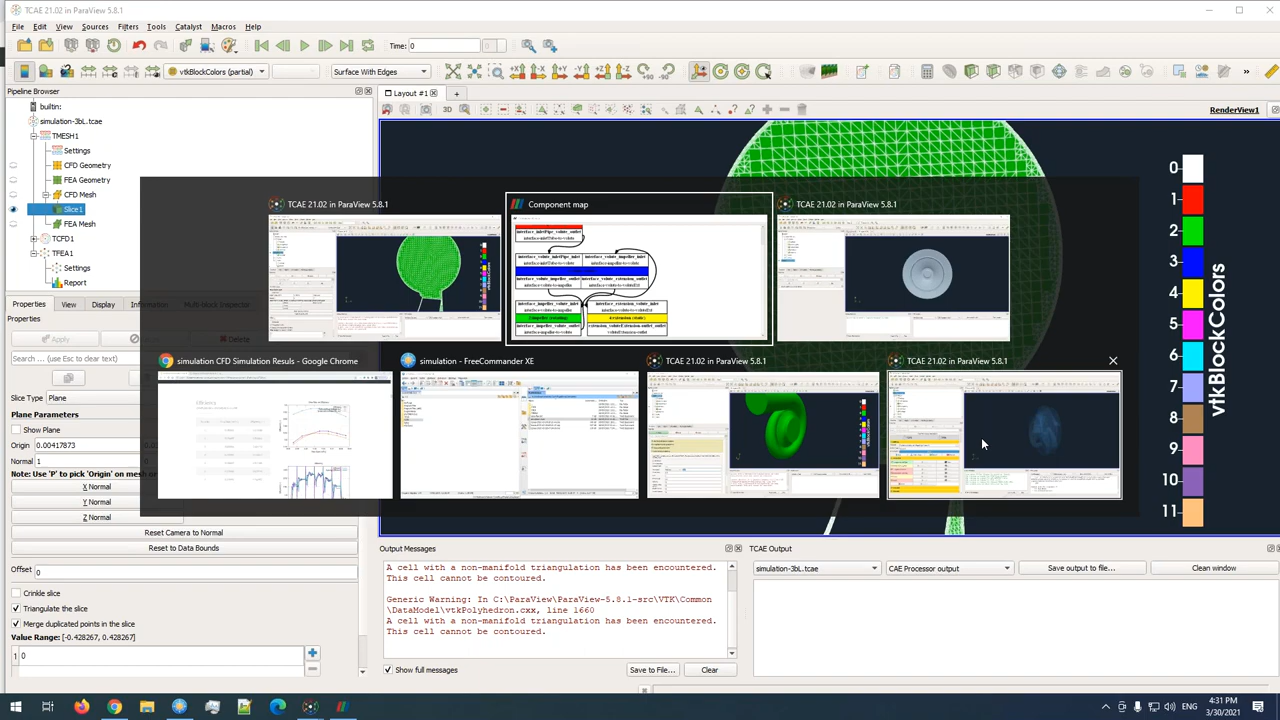 TCAE 21.02 in ParaView 5.8.1
File Edit View Sources Filters Tools Catalyst Macros Help
Time: 0
vtkBlockColors (partial)
Surface With Edges
Pipeline Browser
Layout #1
3D
RenderView1
builtin:
simulation-3bL.tcae
TMESH1
Settings
CFD Geometry
FEA Geometry
CFD Mesh
Slice1
FEA Mesh
TCFD1
TFEA1
Settings
Report
TCAE 21.02 in ParaView 5.8.1
Component map
TCAE 21.02 in ParaView 5.8.1
simulation CFD Simulation Resuls - Google Chrome
simulation - FreeCommander XE
TCAE 21.02 in ParaView 5.8.1
TCAE 21.02 in ParaView 5.8.1
Properties View Display Information Multi-block Inspector
Properties
Apply
Delete
Search ... (use Esc to clear text)
Slice Type Plane
Plane Parameters
Show Plane
Origin 0.00417873
Normal 1
Note: Use 'P' to pick 'Origin' on mesh
X Normal
Y Normal
Z Normal
Reset Camera to Normal
Reset to Data Bounds
Offset 0
Crinkle slice
Triangulate the slice
Merge duplicated points in the slice
Value Range: [-0.428267, 0.428267]
1 0
0
1
2
3
4
5
6
7
8
9
10
11
vtkBlockColors
Output Messages
A cell with a non-manifold triangulation has been encountered.
This cell cannot be contoured.
Generic Warning: In C:\ParaView\ParaView-5.8.1-src\VTK\Common
\DataModel\vtkPolyhedron.cxx, line 1660
A cell with a non-manifold triangulation has been encountered.
This cell cannot be contoured.
Show full messages
Save to File...
Clear
TCAE Output
simulation-3bL.tcae
CAE Processor output
Save output to file...
Clean window
ENG
4:31 PM
3/30/2021